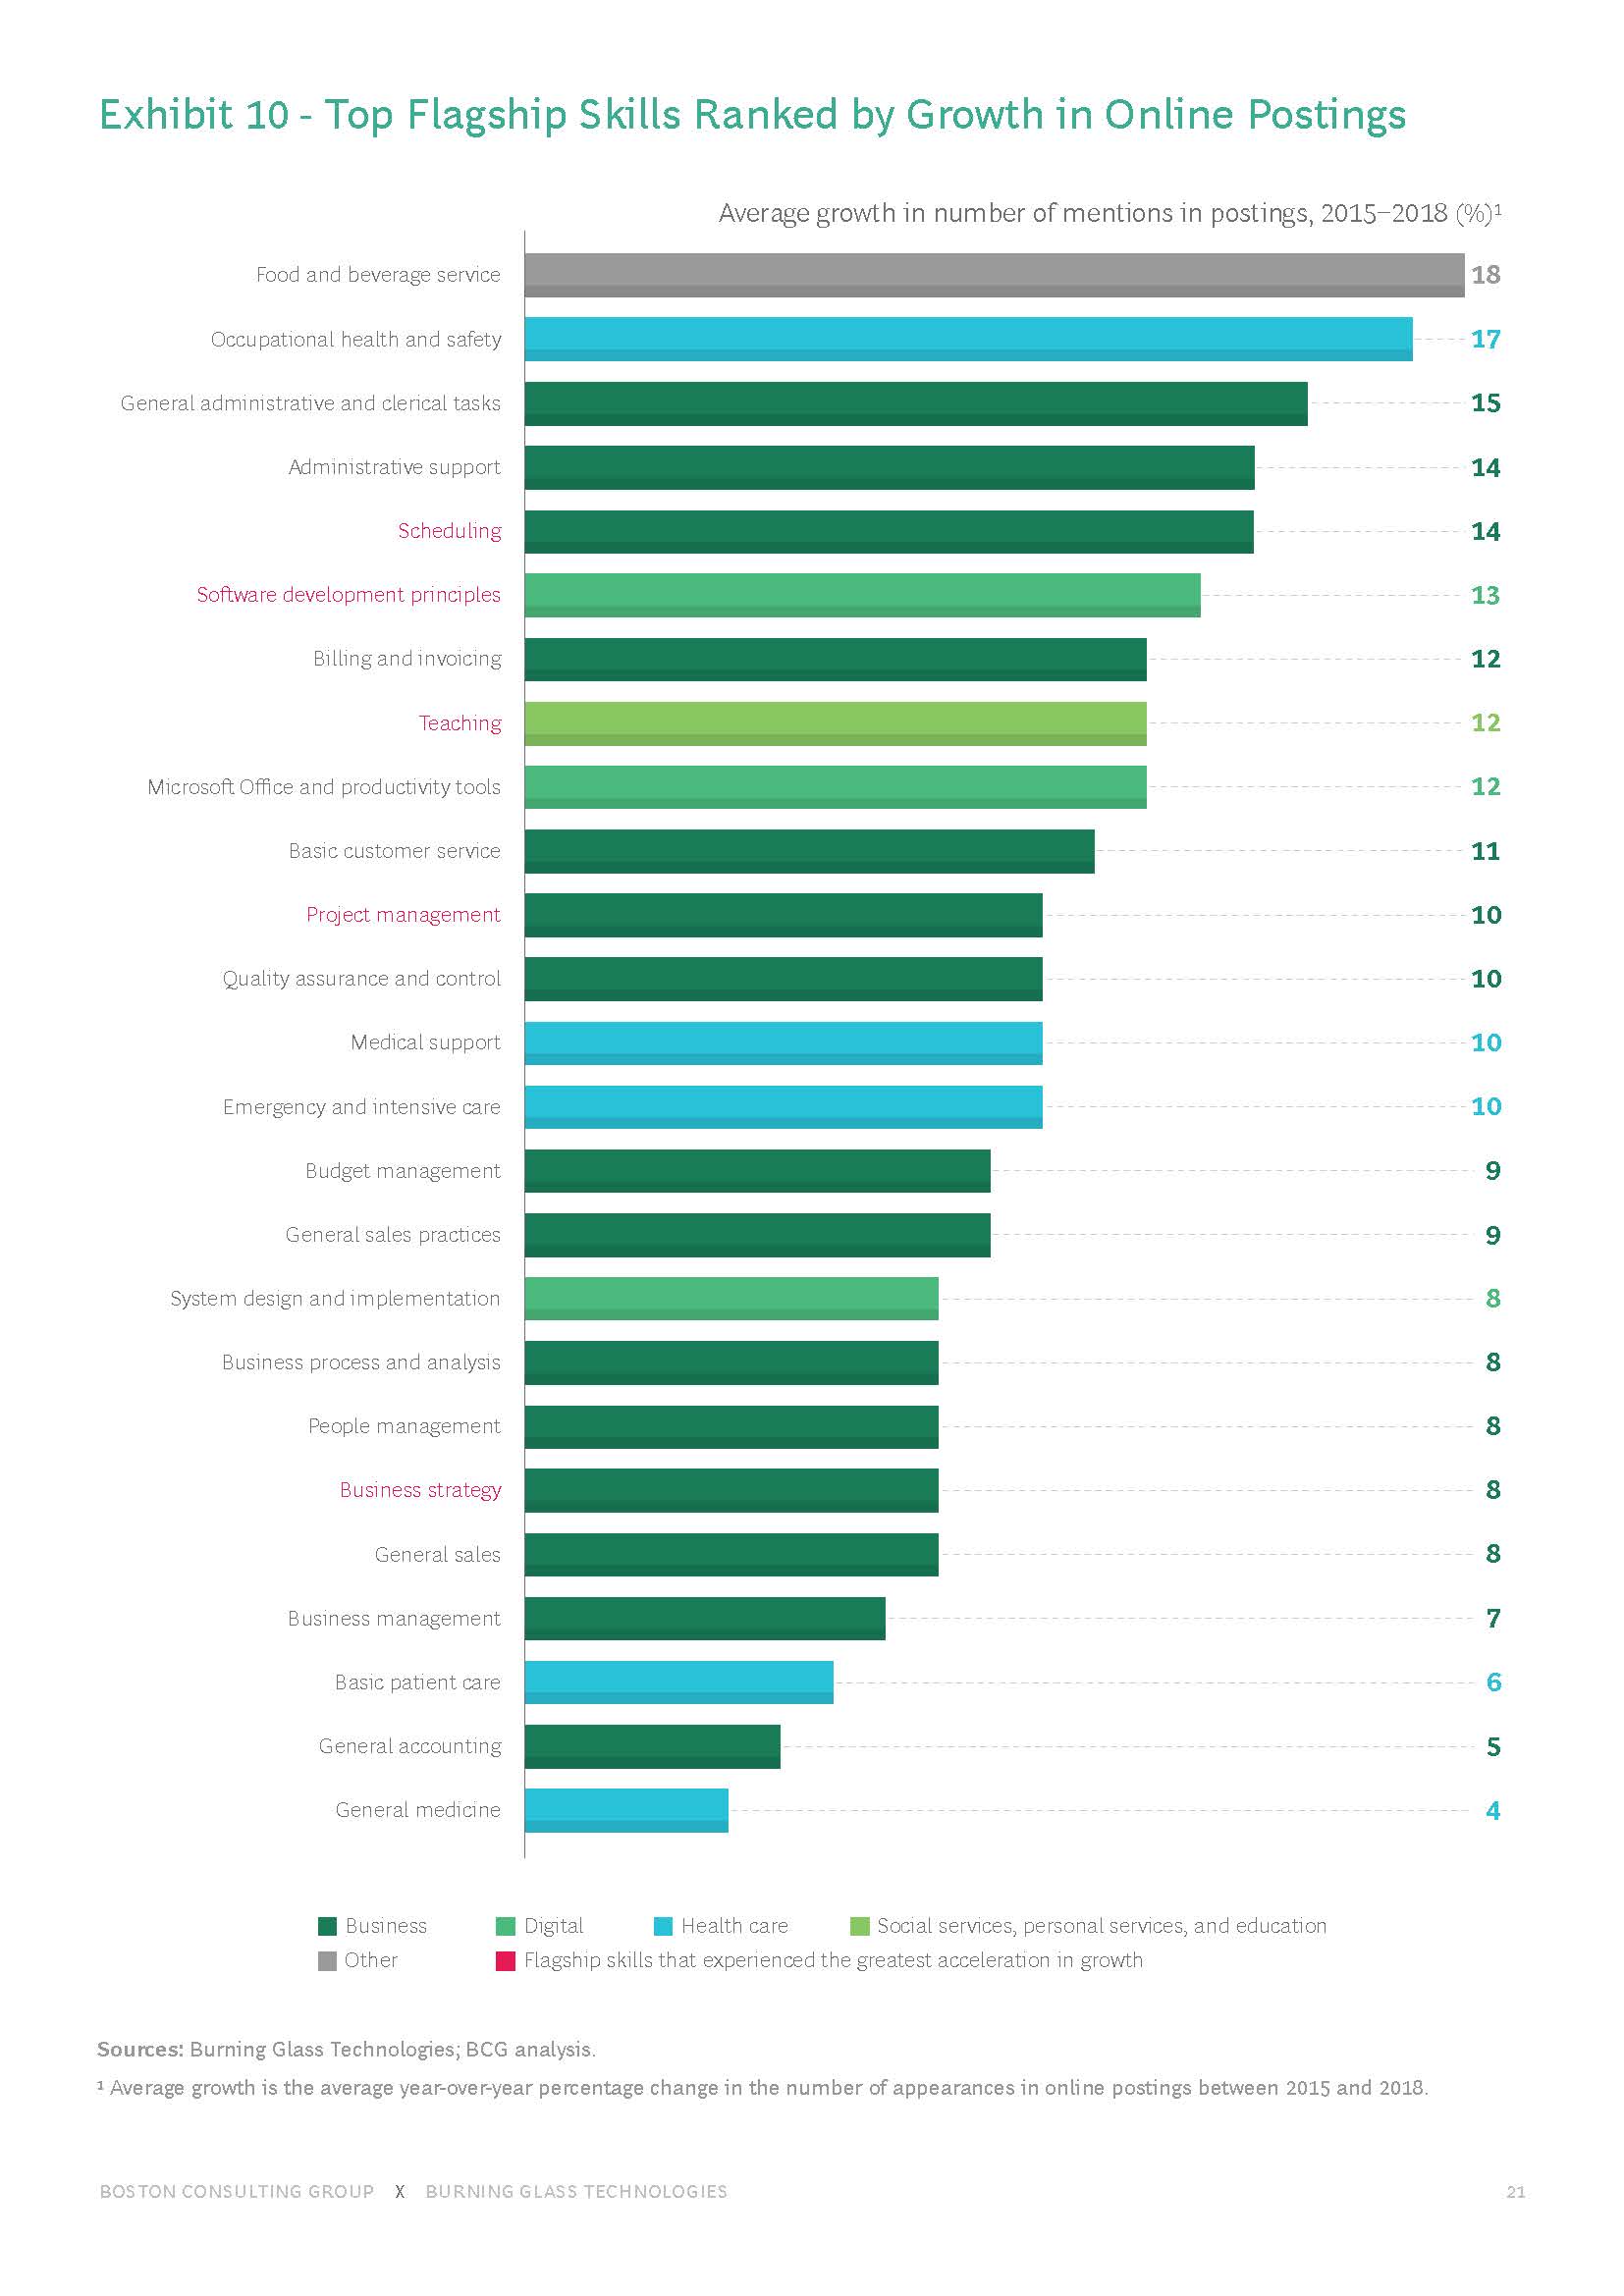 Exhibit 10 - Top Flagship Skills Ranked by Growth in Online Postings
Average growth in number of mentions in postings, 2015–2018 (%)¹
Food and beverage service 18
Occupational health and safety 17
General administrative and clerical tasks 15
Administrative support 14
Scheduling 14
Software development principles 13
Billing and invoicing 12
Teaching 12
Microsoft Office and productivity tools 12
Basic customer service 11
Project management 10
Quality assurance and control 10
Medical support 10
Emergency and intensive care 10
Budget management 9
General sales practices 9
System design and implementation 8
Business process and analysis 8
People management 8
Business strategy 8
General sales 8
Business management 7
Basic patient care 6
General accounting 5
General medicine 4
Business Digital Health care Social services, personal services, and education
Other Flagship skills that experienced the greatest acceleration in growth
Sources: Burning Glass Technologies; BCG analysis.
¹ Average growth is the average year-over-year percentage change in the number of appearances in online postings between 2015 and 2018.
BOSTON CONSULTING GROUP X BURNING GLASS TECHNOLOGIES 21